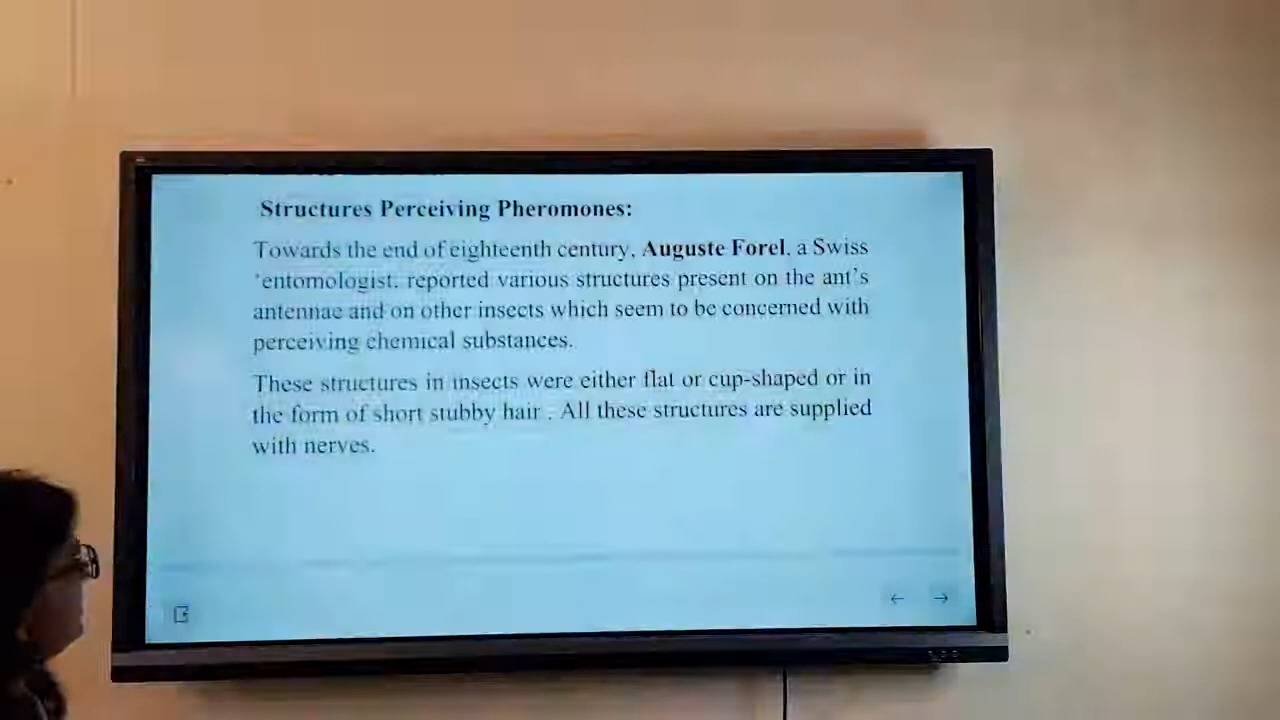 Structures Perceiving Pheromones:
Towards the end of eighteenth century, Auguste Forel, a Swiss
'entomologist, reported various structures present on the ant's
antennae and on other insects which seem to be concerned with
perceiving chemical substances.
These structures in insects were either flat or cup-shaped or in
the form of short stubby hair . All these structures are supplied
with nerves.